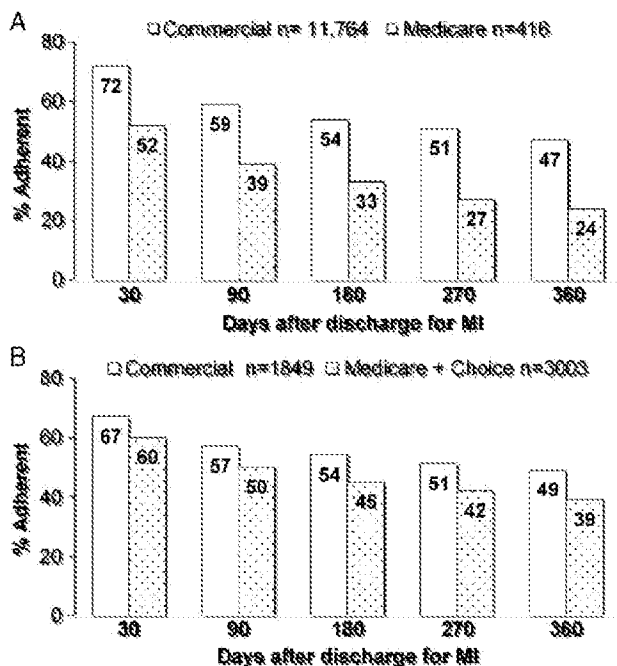 A
Commercial n= 11,764 Medicare n=416
% Adherent
80
60
40
20
0
72 52 59 39 54 33 51 27 47 24
30 90 180 270 360
Days after discharge for MI
B
Commercial n=1849 Medicare + Choice n=3003
% Adherent
80
60
40
20
0
67 60 57 50 54 45 51 42 49 39
30 90 180 270 360
Days after discharge for MI